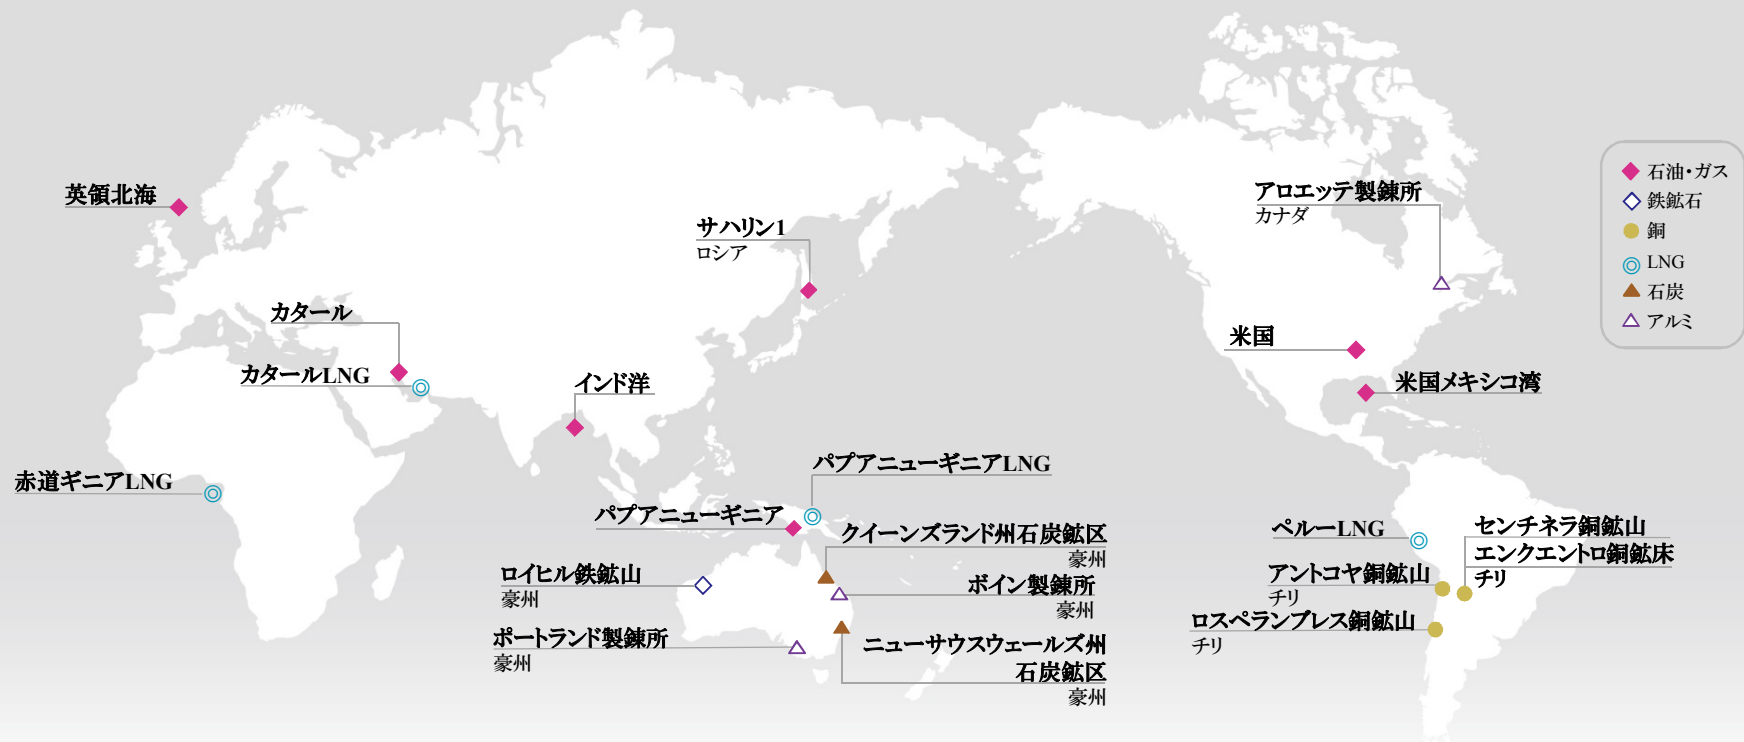 英領北海
カタール
カタールLNG
赤道ギニアLNG
サハリン1
ロシア
インド洋
パプアニューギニアLNG
パプアニューギニア
クイーンズランド州石炭鉱区
豪州
ロイヒル鉄鉱山
豪州
ボイン製錬所
豪州
ポートランド製錬所
豪州
ニューサウスウェールズ州
石炭鉱区
豪州
アロエッテ製錬所
カナダ
米国
米国メキシコ湾
ペルーLNG
センチネラ銅鉱山
エンクエントロ銅鉱床
チリ
アントコヤ銅鉱山
チリ
ロスペランブレス銅鉱山
チリ
石油・ガス
鉄鉱石
銅
LNG
石炭
アルミ